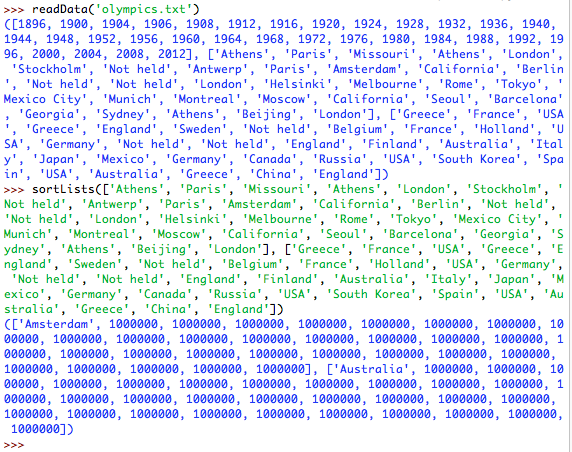 >>> readData('olympics.txt')
([1896, 1900, 1904, 1906, 1908, 1912, 1916, 1920, 1924, 1928, 1932, 1936, 1940,
1944, 1948, 1952, 1956, 1960, 1964, 1968, 1972, 1976, 1980, 1984, 1988, 1992, 19
96, 2000, 2004, 2008, 2012], ['Athens', 'Paris', 'Missouri', 'Athens', 'London',
'Stockholm', 'Not held', 'Antwerp', 'Paris', 'Amsterdam', 'California', 'Berlin'
, 'Not held', 'Not held', 'London', 'Helsinki', 'Melbourne', 'Rome', 'Tokyo', '
Mexico City', 'Munich', 'Montreal', 'Moscow', 'California', 'Seoul', 'Barcelona'
, 'Georgia', 'Sydney', 'Athens', 'Beijing', 'London'], ['Greece', 'France', 'USA
', 'Greece', 'England', 'Sweden', 'Not held', 'Belgium', 'France', 'Holland', 'U
SA', 'Germany', 'Not held', 'Not held', 'England', 'Finland', 'Australia', 'Ital
y', 'Japan', 'Mexico', 'Germany', 'Canada', 'Russia', 'USA', 'South Korea', 'Spa
in', 'USA', 'Australia', 'Greece', 'China', 'England'])
>>> sortLists(['Athens', 'Paris', 'Missouri', 'Athens', 'London', 'Stockholm', '
Not held', 'Antwerp', 'Paris', 'Amsterdam', 'California', 'Berlin', 'Not held',
'Not held', 'London', 'Helsinki', 'Melbourne', 'Rome', 'Tokyo', 'Mexico City', '
Munich', 'Montreal', 'Moscow', 'California', 'Seoul', 'Barcelona', 'Georgia', 'S
ydney', 'Athens', 'Beijing', 'London'], ['Greece', 'France', 'USA', 'Greece', 'E
ngland', 'Sweden', 'Not held', 'Belgium', 'France', 'Holland', 'USA', 'Germany',
'Not held', 'Not held', 'England', 'Finland', 'Australia', 'Italy', 'Japan', 'M
exico', 'Germany', 'Canada', 'Russia', 'USA', 'South Korea', 'Spain', 'USA', 'Au
stralia', 'Greece', 'China', 'England'])
(['Amsterdam', 1000000, 1000000, 1000000, 1000000, 1000000, 1000000, 1000000, 100
0000, 1000000, 1000000, 1000000, 1000000, 1000000, 1000000, 1000000, 1000000, 1
000000, 1000000, 1000000, 1000000, 1000000, 1000000, 1000000, 1000000, 1000000,
1000000, 1000000, 1000000, 1000000, 1000000], ['Australia', 1000000, 1000000, 10
00000, 1000000, 1000000, 1000000, 1000000, 1000000, 1000000, 1000000, 1000000,
1000000, 1000000, 1000000, 1000000, 1000000, 1000000, 1000000, 1000000, 1000000,
1000000, 1000000, 1000000, 1000000, 1000000, 1000000, 1000000, 1000000, 1000000,
1000000])
>>>